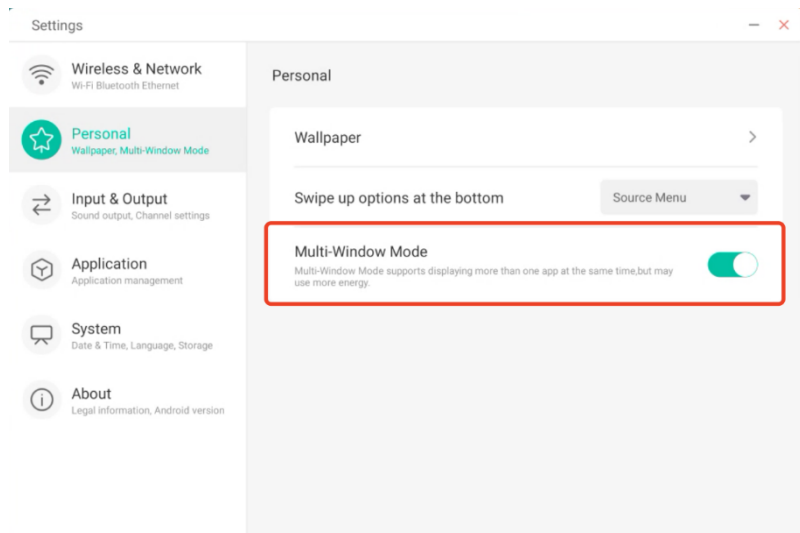 Settings
Wireless & Network
Wi-Fi Bluetooth Ethernet
Personal
Wallpaper, Multi-Window Mode
Input & Output
Sound output, Channel settings
Application
Application management
System
Date & Time, Language, Storage
About
Legal information, Android version
Personal
Wallpaper
Swipe up options at the bottom
Source Menu
Multi-Window Mode
Multi-Window Mode supports displaying more than one app at the same time,but may
use more energy.